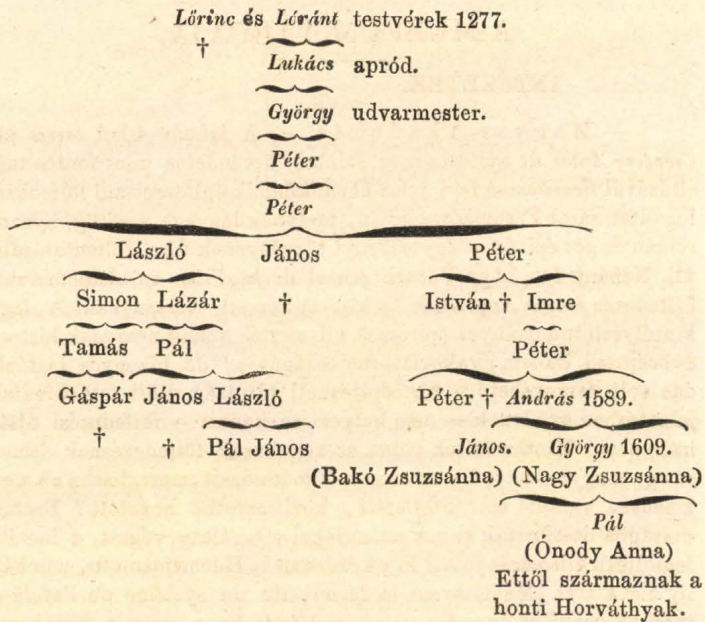 Lőrinc és Lóránt testvérek 1277.
†
Lukács apród.
György udvarmester.
Péter
Péter
László János Péter
Simon Lázár † István † Imre
Tamás Pál Péter
Gáspár János László Péter † András 1589.
† † Pál János János. György 1609.
(Bakó Zsuzsánna) (Nagy Zsuzsánna)
Pál
(Ónody Anna)
Ettől származnak a
honti Horváthyak.